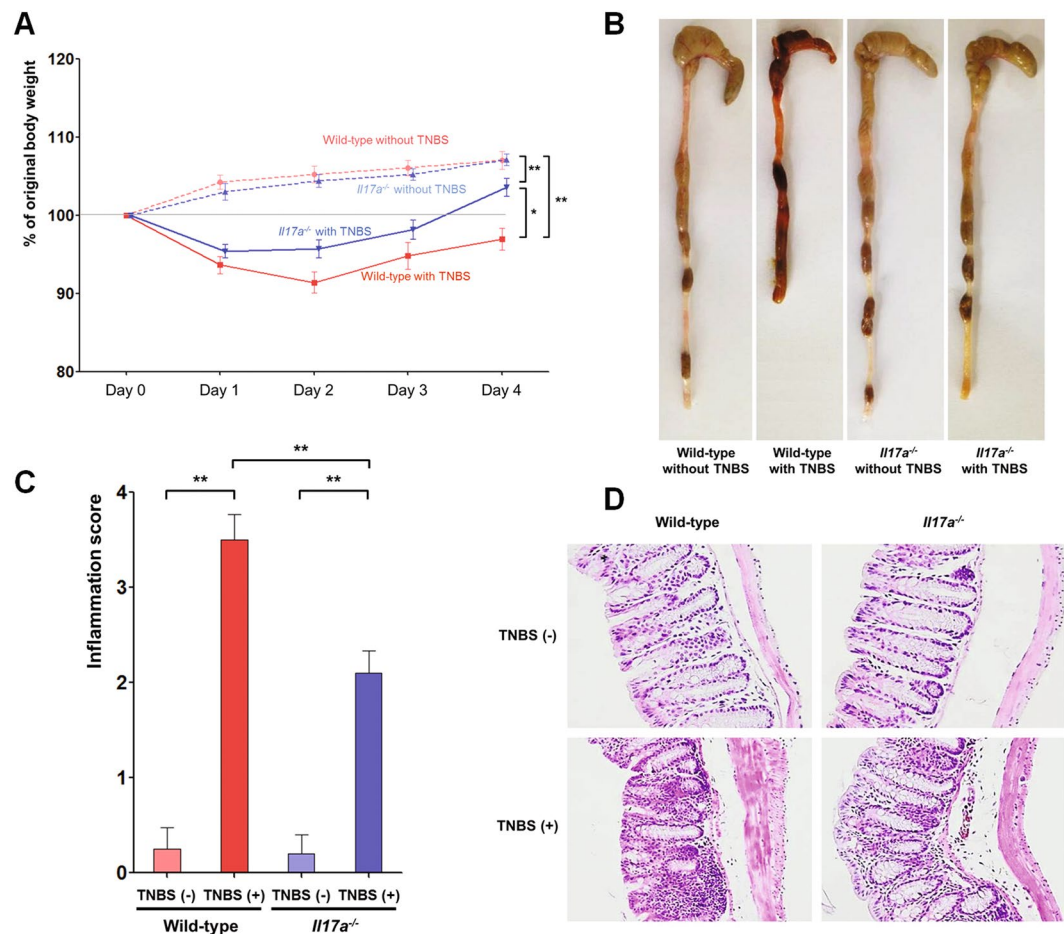 A
% of original body weight
120
110
100
90
80
Wild-type without TNBS
Il17a-/- without TNBS
Il17a-/- with TNBS
Wild-type with TNBS
**
*
**
Day 0
Day 1
Day 2
Day 3
Day 4
B
Wild-type
without TNBS
Wild-type
with TNBS
Il17a-/-
without TNBS
Il17a-/-
with TNBS
C
Inflammation score
4
3
2
1
0
**
**
**
TNBS (-)
TNBS (+)
TNBS (-)
TNBS (+)
Wild-type
Il17a-/-
D
Wild-type
Il17a-/-
TNBS (-)
TNBS (+)